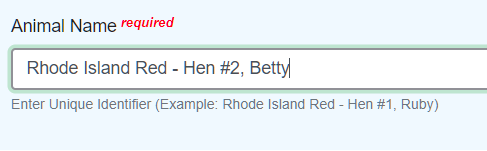 Animal Name required
Rhode Island Red - Hen #2, Betty
Enter Unique Identifier (Example: Rhode Island Red - Hen #1, Ruby)